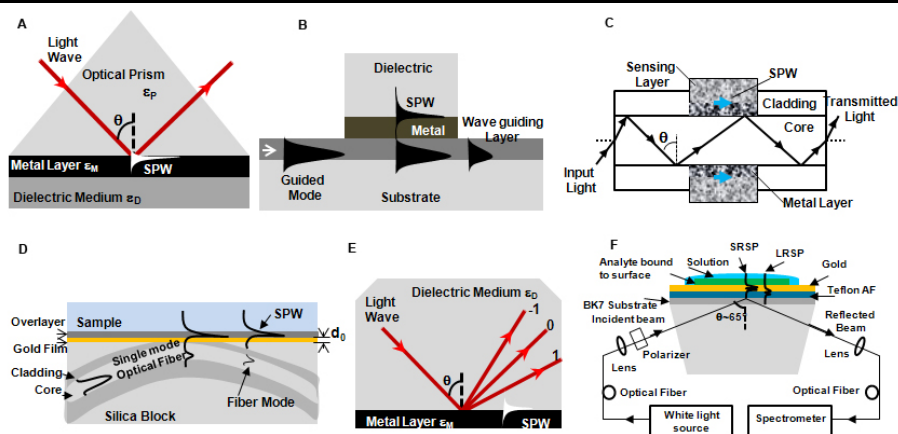 A
Light
Wave
Optical Prism
εP
θ
Metal Layer εM
SPW
Dielectric Medium εD
B
Dielectric
SPW
Metal
Wave guiding
Layer
Guided
Mode
Substrate
C
Sensing
Layer
SPW
Cladding
Transmitted
Light
Core
θ
Input
Light
Metal Layer
D
SPW
Sample
Overlayer
d0
Gold Film
Single mode
Optical Fiber
Cladding
Core
Fiber Mode
Silica Block
E
Dielectric Medium εD
-1
Light
Wave
0
θ
1
Metal Layer εM
SPW
F
SRSP
LRSP
Analyte bound
to surface
Solution
Gold
Teflon AF
BK7 Substrate
Incident beam
θ~65
Reflected
Beam
Polarizer
Lens
Lens
Optical Fiber
Optical Fiber
White light
source
Spectrometer